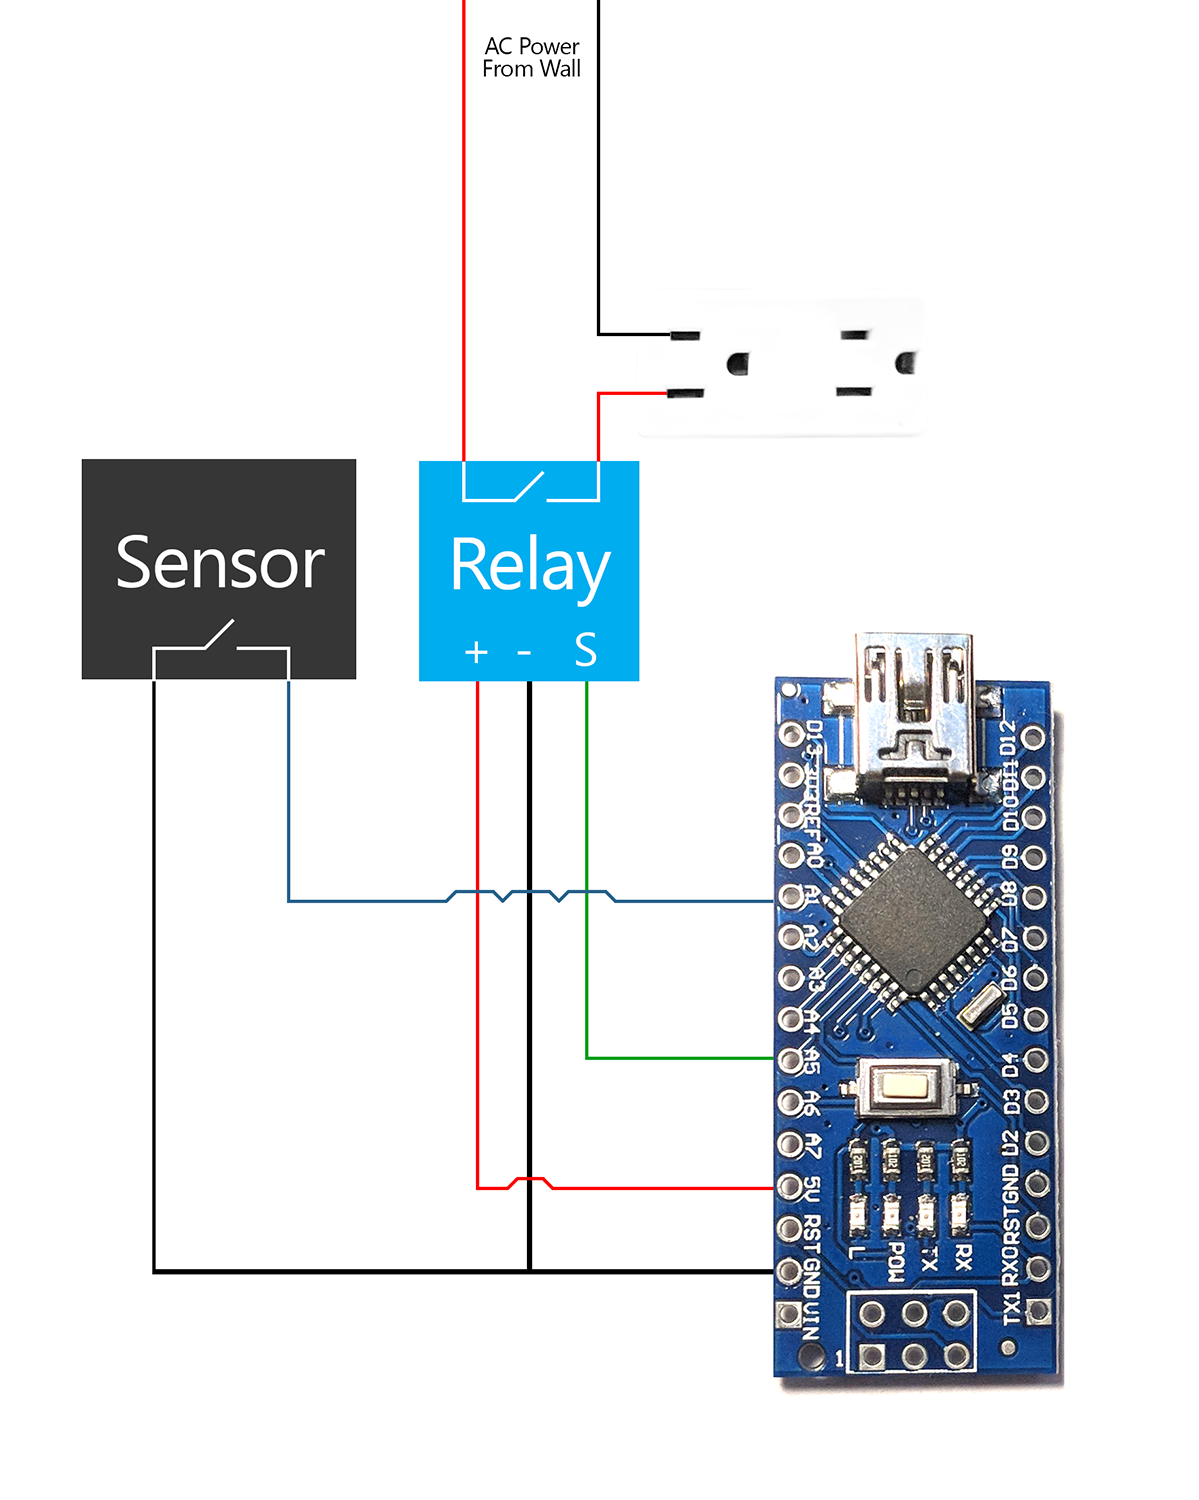 AC Power
From Wall
Sensor
Relay
+ - S
D13
3V3
REF
A0
A1
A2
A3
A4
A5
A6
A7
5V
RST
GND
VIN
D12
D11
D10
D9
D8
D7
D6
D5
D4
D3
D2
GND
RST
RX0
TX1
L
POW
TX
RX
1